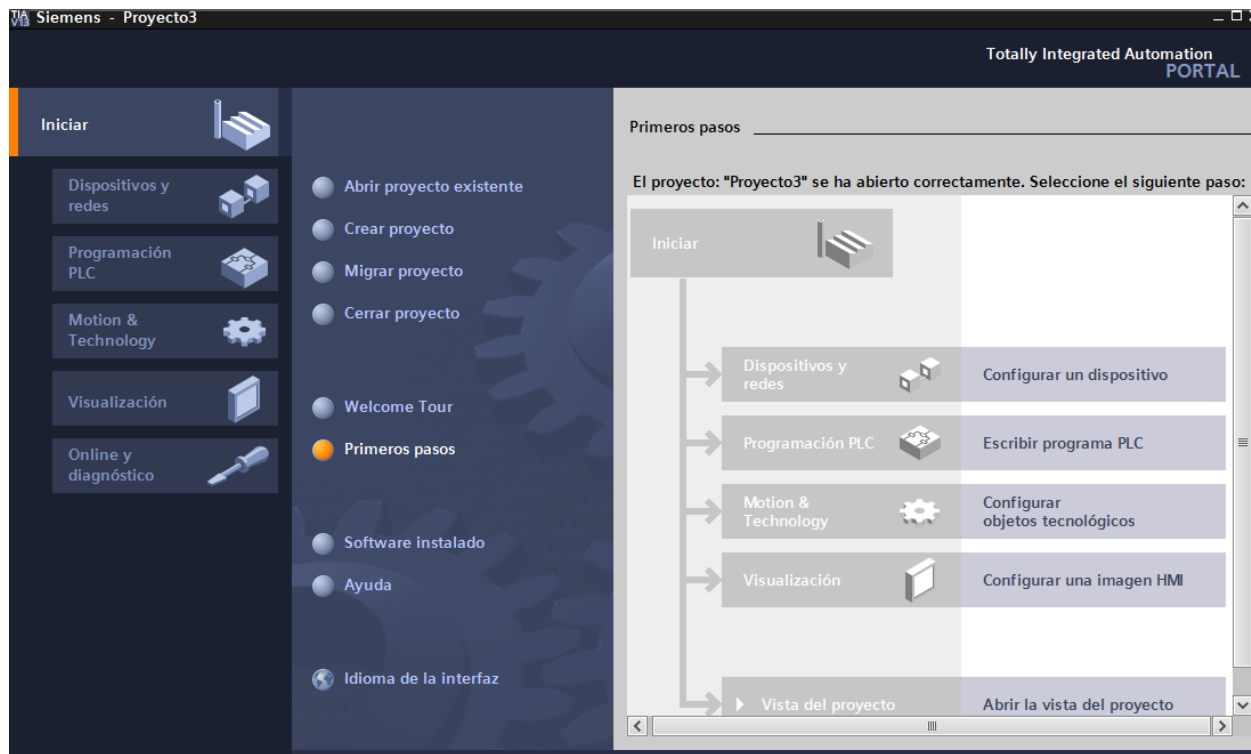 TIA
V13
Siemens - Proyecto3
Totally Integrated Automation
PORTAL
Iniciar
Dispositivos y
redes
Programación
PLC
Motion &
Technology
Visualización
Online y
diagnóstico
Abrir proyecto existente
Crear proyecto
Migrar proyecto
Cerrar proyecto
Welcome Tour
Primeros pasos
Software instalado
Ayuda
Idioma de la interfaz
Primeros pasos
El proyecto: "Proyecto3" se ha abierto correctamente. Seleccione el siguiente paso:
Iniciar
Dispositivos y
redes
Configurar un dispositivo
Programación PLC
Escribir programa PLC
Motion &
Technology
Configurar
objetos tecnológicos
Visualización
Configurar una imagen HMI
Vista del proyecto
Abrir la vista del proyecto